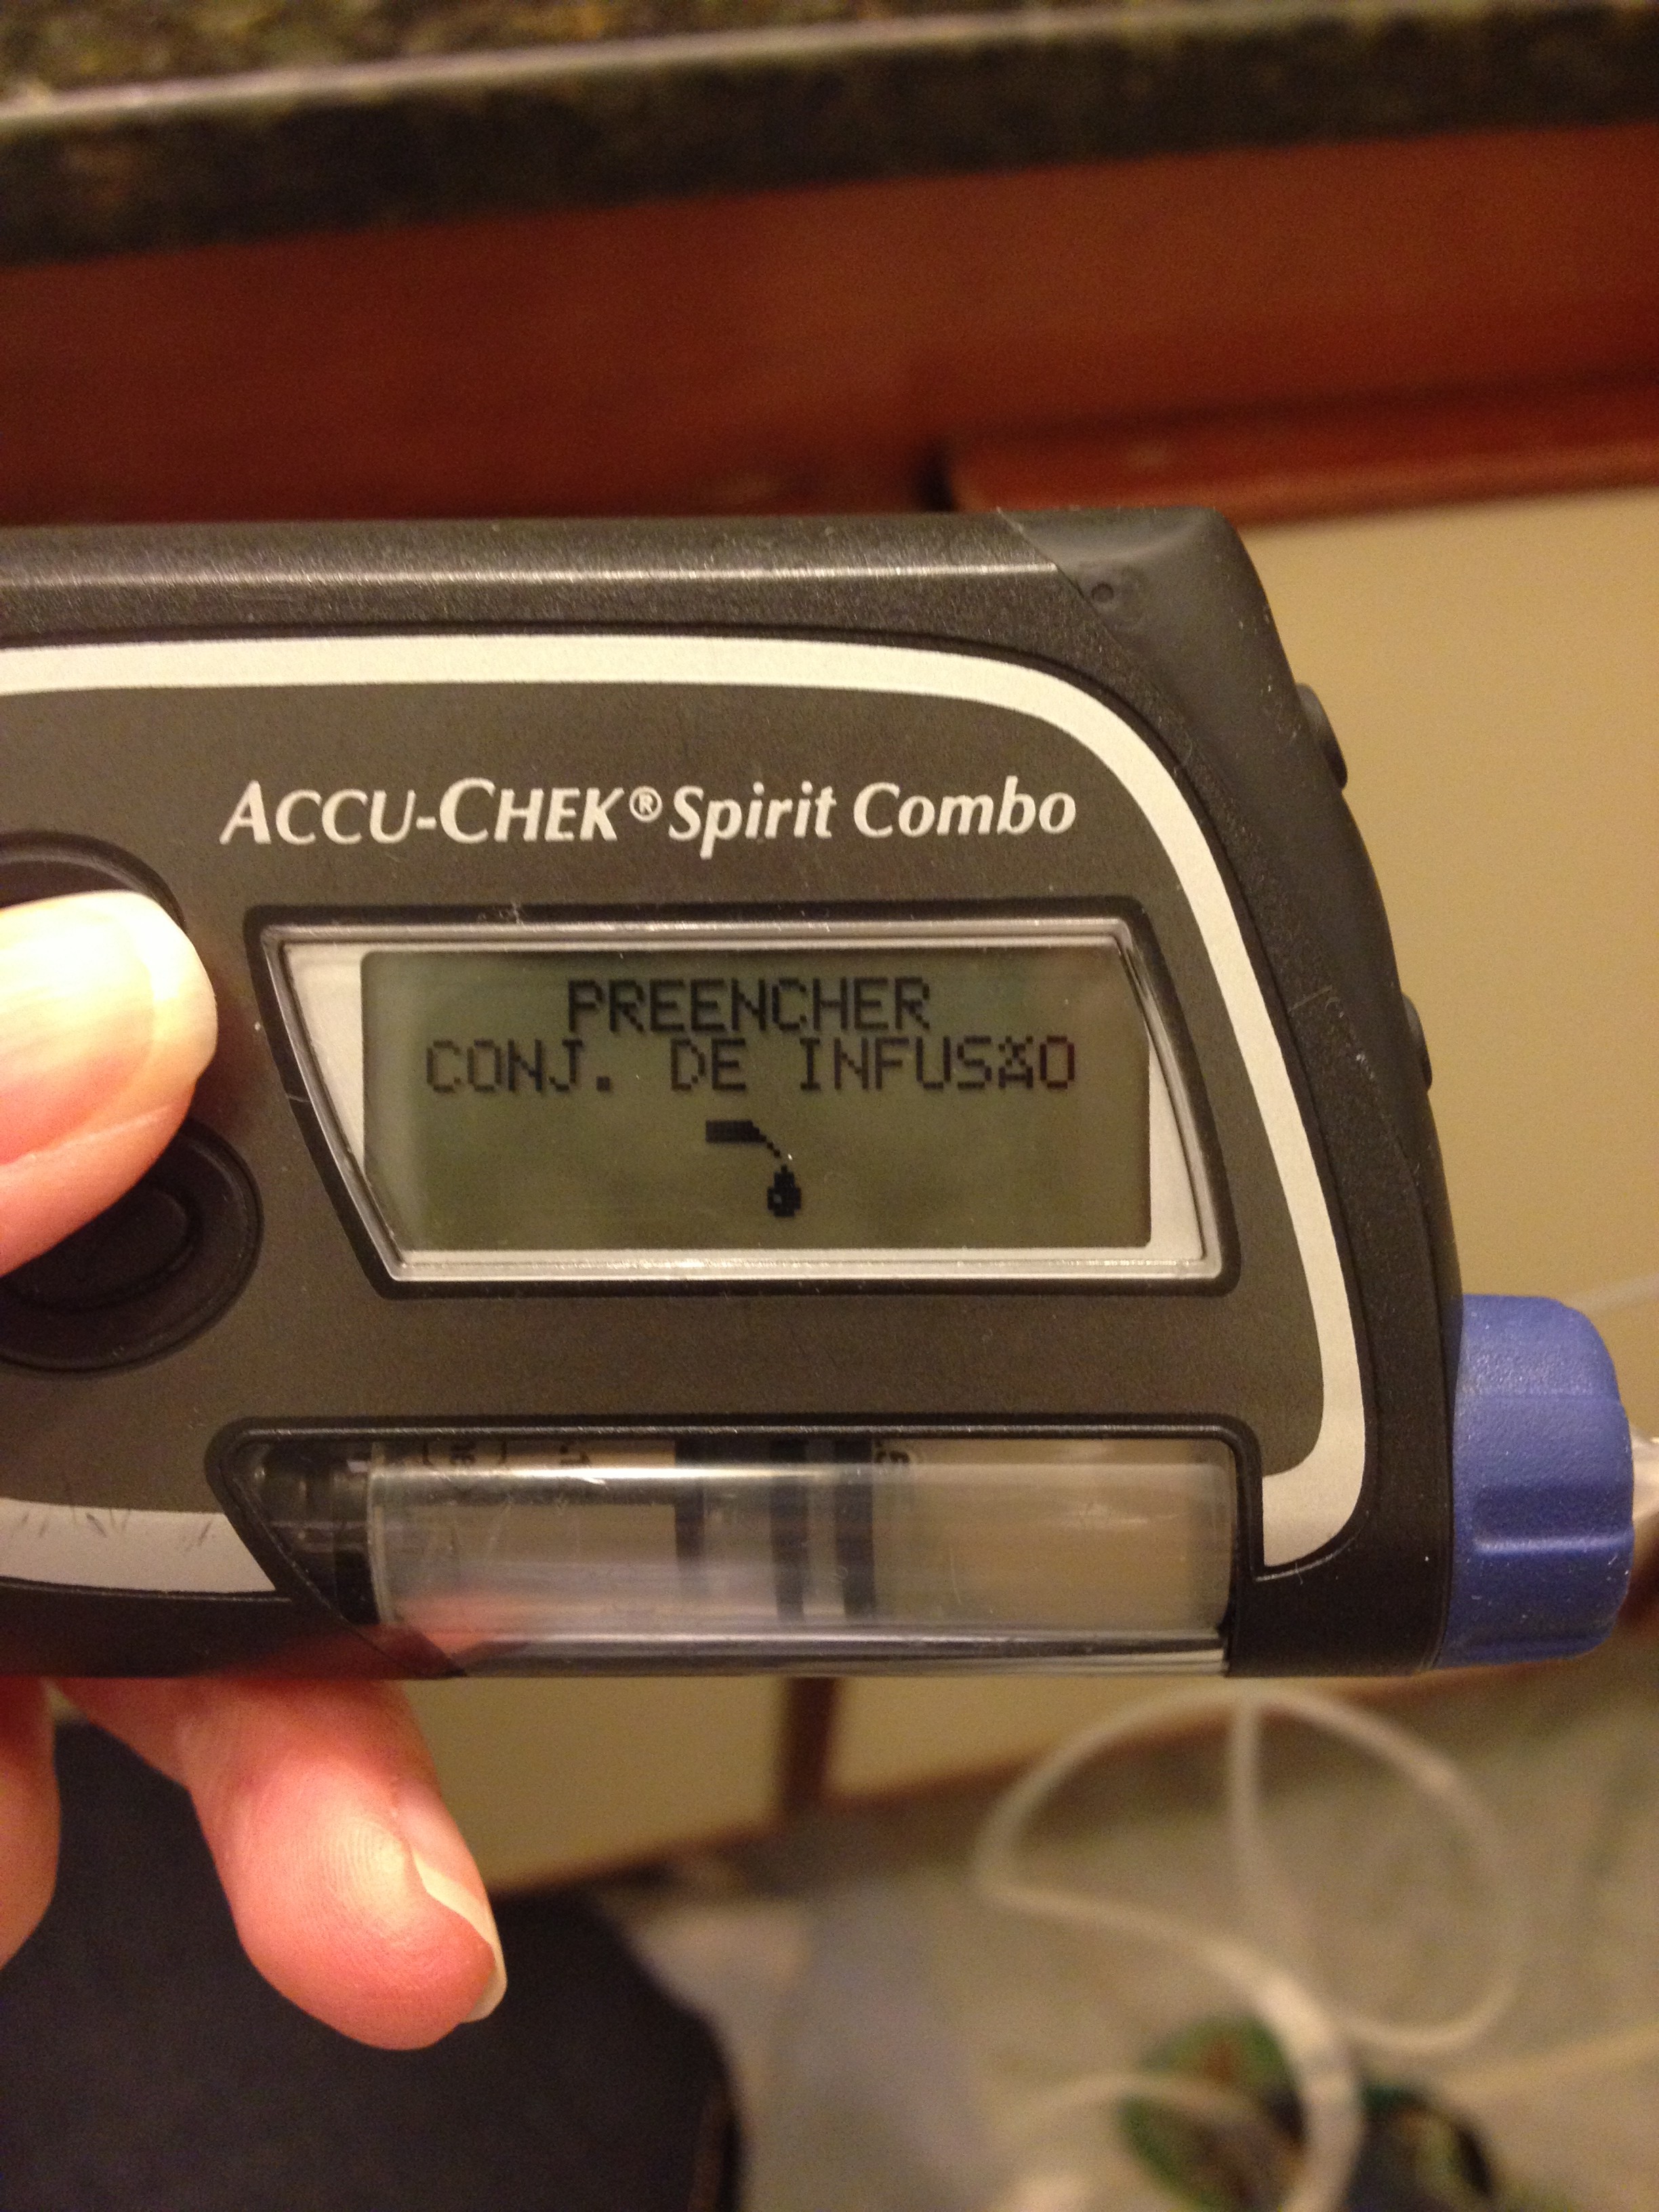 ACCU-CHEK® Spirit Combo
PREENCHER
CONJ. DE INFUSÃO